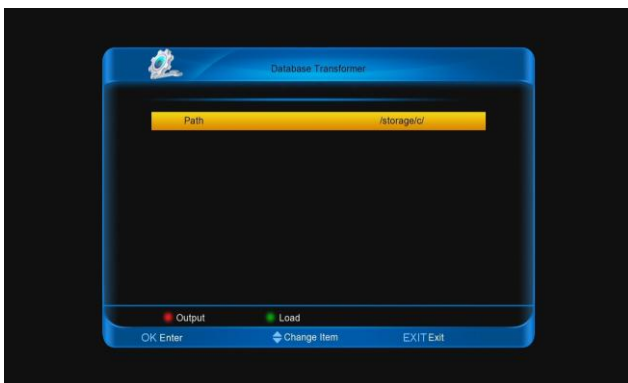 Database Transformer
Path /storage/c/
Output Load
OK Enter Change Item EXIT Exit